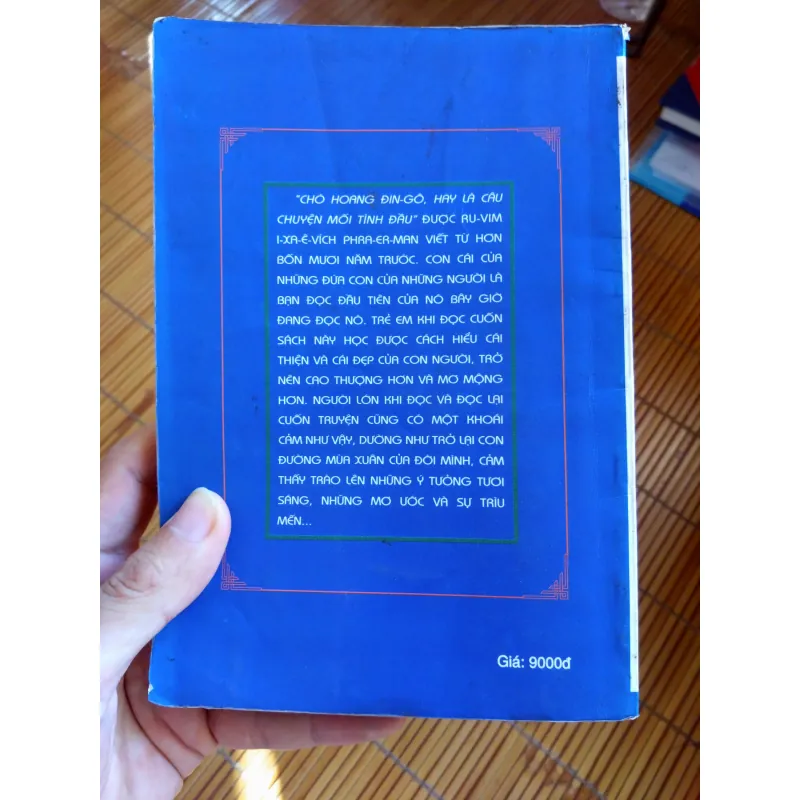 "CHÓ HOANG ĐIN-GÔ, HAY LÀ CÂU
CHUYỆN MỐI TÌNH ĐẦU" ĐƯỢC RU-VIM
I-XA-Ê-VÍCH PHRA-ER-MAN VIẾT TỪ HƠN
BỐN MƯƠI NĂM TRƯỚC. CON CÁI CỦA
NHỮNG ĐỨA CON CỦA NHỮNG NGƯỜI LÀ
BẠN ĐỌC ĐẦU TIÊN CỦA NÓ BÂY GIỜ
ĐANG ĐỌC NÓ. TRẺ EM KHI ĐỌC CUỐN
SÁCH NÀY HỌC ĐƯỢC CÁCH HIỂU CÁI
THIỆN VÀ CÁI ĐẸP CỦA CON NGƯỜI, TRỞ
NÊN CAO THƯỢNG HƠN VÀ MƠ MỘNG
HƠN. NGƯỜI LỚN KHI ĐỌC VÀ ĐỌC LẠI
CUỐN TRUYỆN CŨNG CÓ MỘT KHOÁI
CẢM NHƯ VẬY, DƯỜNG NHƯ TRỞ LẠI CON
ĐƯỜNG MÙA XUÂN CỦA ĐỜI MÌNH, CẢM
THẤY TRÀO LÊN NHỮNG Ý TƯỞNG TƯƠI
SÁNG, NHỮNG MƠ ƯỚC VÀ SỰ TRÌU
MẾN...
Giá: 9000đ